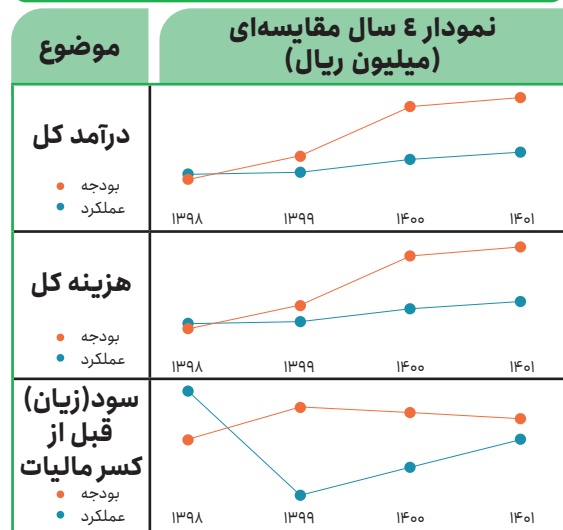 موضوع
نمودار ٤ سال مقایسه‌ای
(میلیون ریال)
درآمد کل
بودجه
عملکرد
۱۳۹۸ ۱۳۹۹ ۱۴۰۰ ۱۴۰۱
هزینه کل
بودجه
عملکرد
۱۳۹۸ ۱۳۹۹ ۱۴۰۰ ۱۴۰۱
سود(زیان)
قبل از
کسر مالیات
بودجه
عملکرد
۱۳۹۸ ۱۳۹۹ ۱۴۰۰ ۱۴۰۱